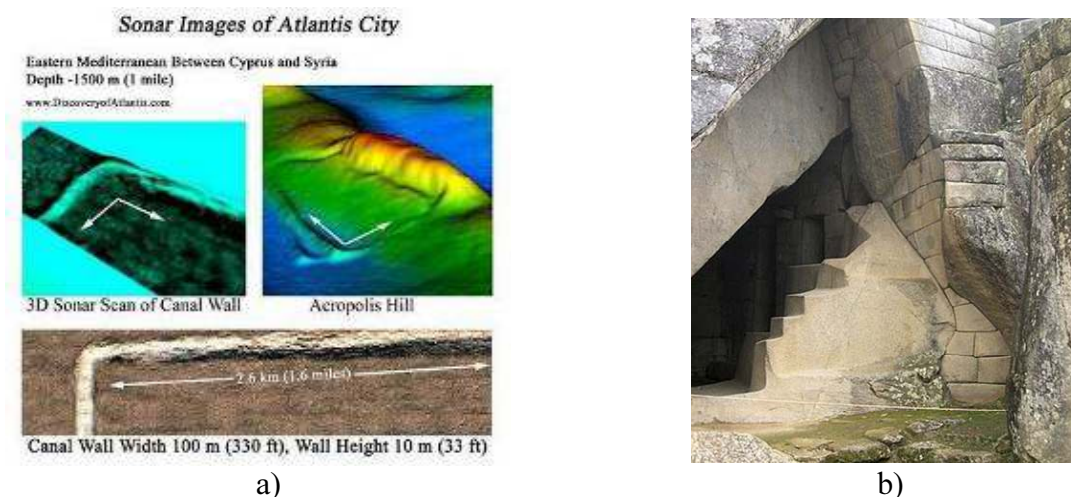 Sonar Images of Atlantis City
Eastern Mediterranean Between Cyprus and Syria
Depth -1500 m (1 mile)
www.DiscoveryofAtlantis.com
3D Sonar Scan of Canal Wall
Acropolis Hill
2.6 km (1.6 miles)
Canal Wall Width 100 m (330 ft), Wall Height 10 m (33 ft)
a)
b)